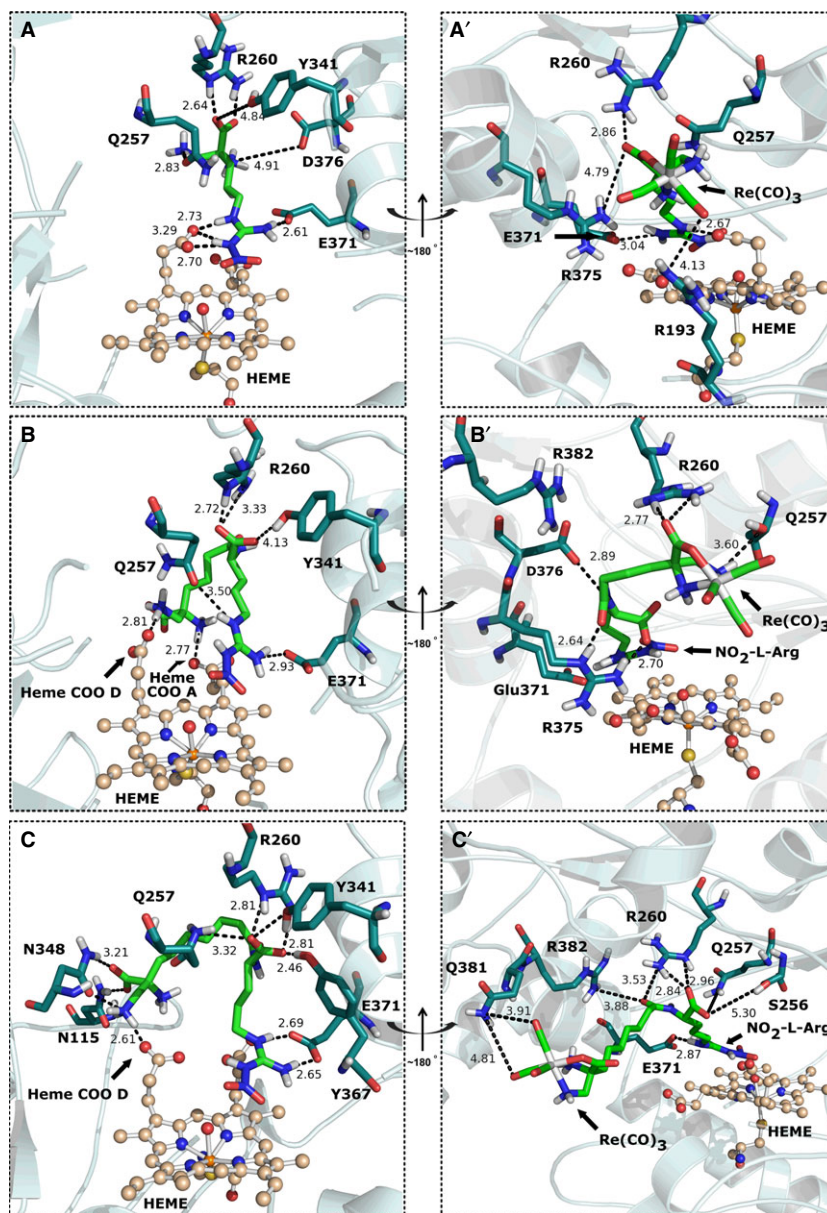 A
R260
Y341
2.64
4.84
Q257
D376
2.83
4.91
2.73
3.29
2.61
E371
2.70
HEME
~180°
A′
R260
Q257
2.86
Re(CO)3
4.79
2.67
E371
3.04
R375
4.13
R193
HEME
B
R260
2.72
3.33
4.13
Q257
Y341
3.50
2.81
2.77
2.93
E371
Heme COO D
Heme
COO A
HEME
~180°
B′
R382
R260
Q257
2.77
3.60
D376
2.89
Re(CO)3
2.64
NO2-L-Arg
2.70
Glu371
R375
HEME
C
R260
Y341
Q257
2.81
N348
3.21
3.32
2.81
2.46
E371
N115
2.61
2.69
Heme COO D
2.65
Y367
HEME
~180°
C′
R260
R382
Q257
Q381
3.53
2.96
S256
3.91
2.84
3.88
5.30
NO2-L-Arg
4.81
E371
2.87
Re(CO)3
HEME